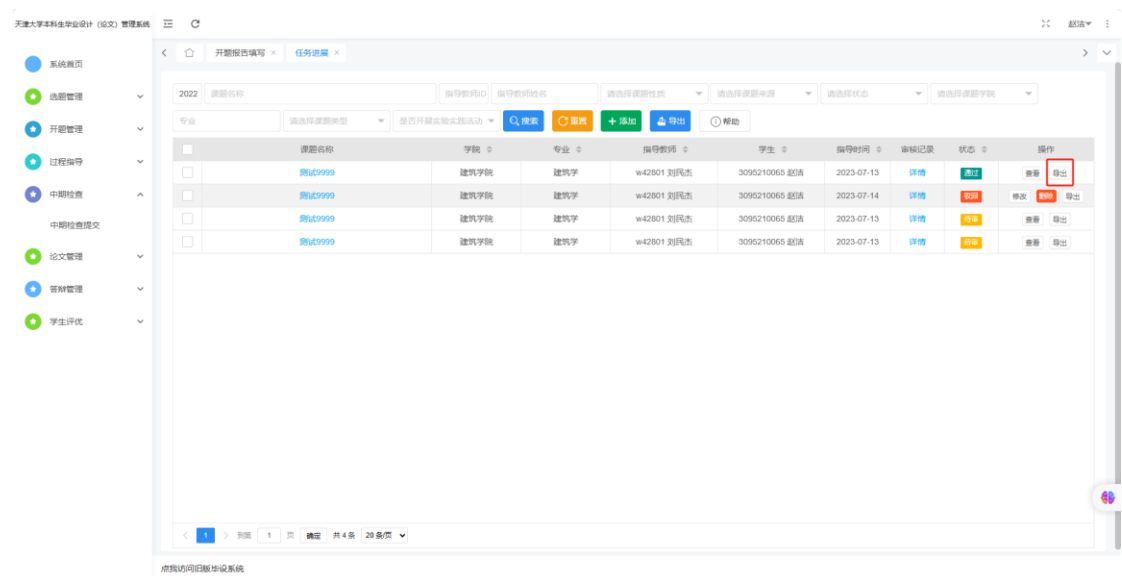 天津大学本科生毕业设计（论文）管理系统
赵洁
系统首页
选题管理
开题管理
过程指导
中期检查
中期检查提交
论文管理
答辩管理
学生评优
开题报告填写 ×
任务进展 ×
2022 课题名称 指导教师ID 指导教师姓名 请选择课题性质 请选择课题来源 请选择状态 请选择课题学院
专业 请选择课题类型 是否开展实验实践活动 搜索 重置 + 添加 导出 帮助
课题名称 学院 专业 指导教师 学生 指导时间 审核记录 状态 操作
测试9999 建筑学院 建筑学 w42801 刘民杰 3095210065 赵洁 2023-07-13 详情 通过 查看 导出
测试9999 建筑学院 建筑学 w42801 刘民杰 3095210065 赵洁 2023-07-14 详情 驳回 修改 删除 导出
测试9999 建筑学院 建筑学 w42801 刘民杰 3095210065 赵洁 2023-07-13 详情 待审 查看 导出
测试9999 建筑学院 建筑学 w42801 刘民杰 3095210065 赵洁 2023-07-13 详情 待审 查看 导出
< 1 > 到第 1 页 确定 共 4 条 20 条/页
点我访问旧版毕设系统